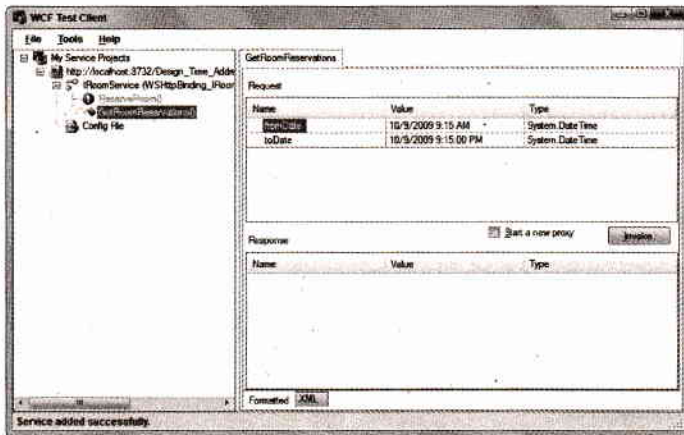 WCF Test Client
File Tools Help
My Service Projects
http://localhost:3732/Design_Time_Addre
IRoomService (WSHttpBinding_IRoor
ReserveRoom()
GetRoomReservations()
Config File
GetRoomReservations
Request
Name Value Type
fromDate 10/9/2009 9:15 AM System.DateTime
toDate 10/9/2009 9:15:00 PM System.DateTime
Response
Start a new proxy
Invoke
Name Value Type
Formatted XML
Service added successfully.